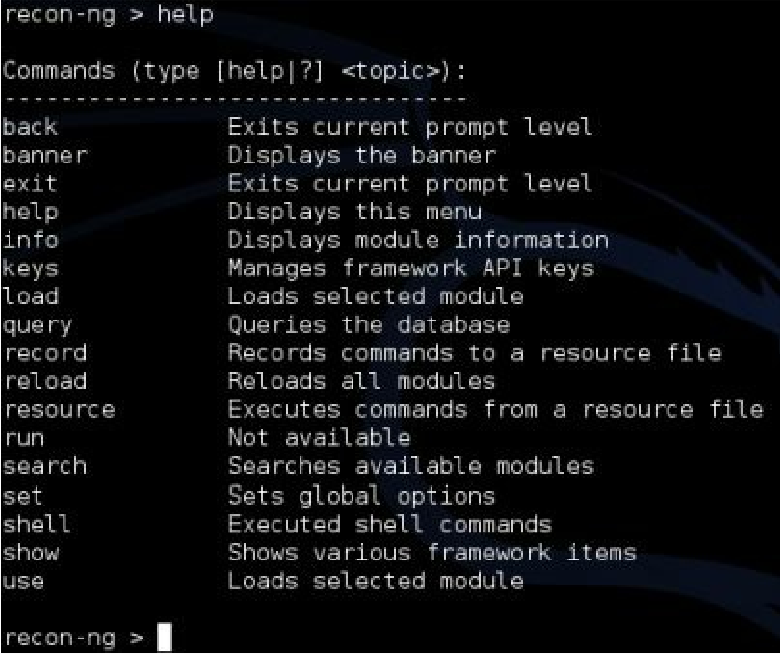 recon-ng > help
Commands (type [help|?] <topic>):
---------------------------------
back Exits current prompt level
banner Displays the banner
exit Exits current prompt level
help Displays this menu
info Displays module information
keys Manages framework API keys
load Loads selected module
query Queries the database
record Records commands to a resource file
reload Reloads all modules
resource Executes commands from a resource file
run Not available
search Searches available modules
set Sets global options
shell Executed shell commands
show Shows various framework items
use Loads selected module
recon-ng >